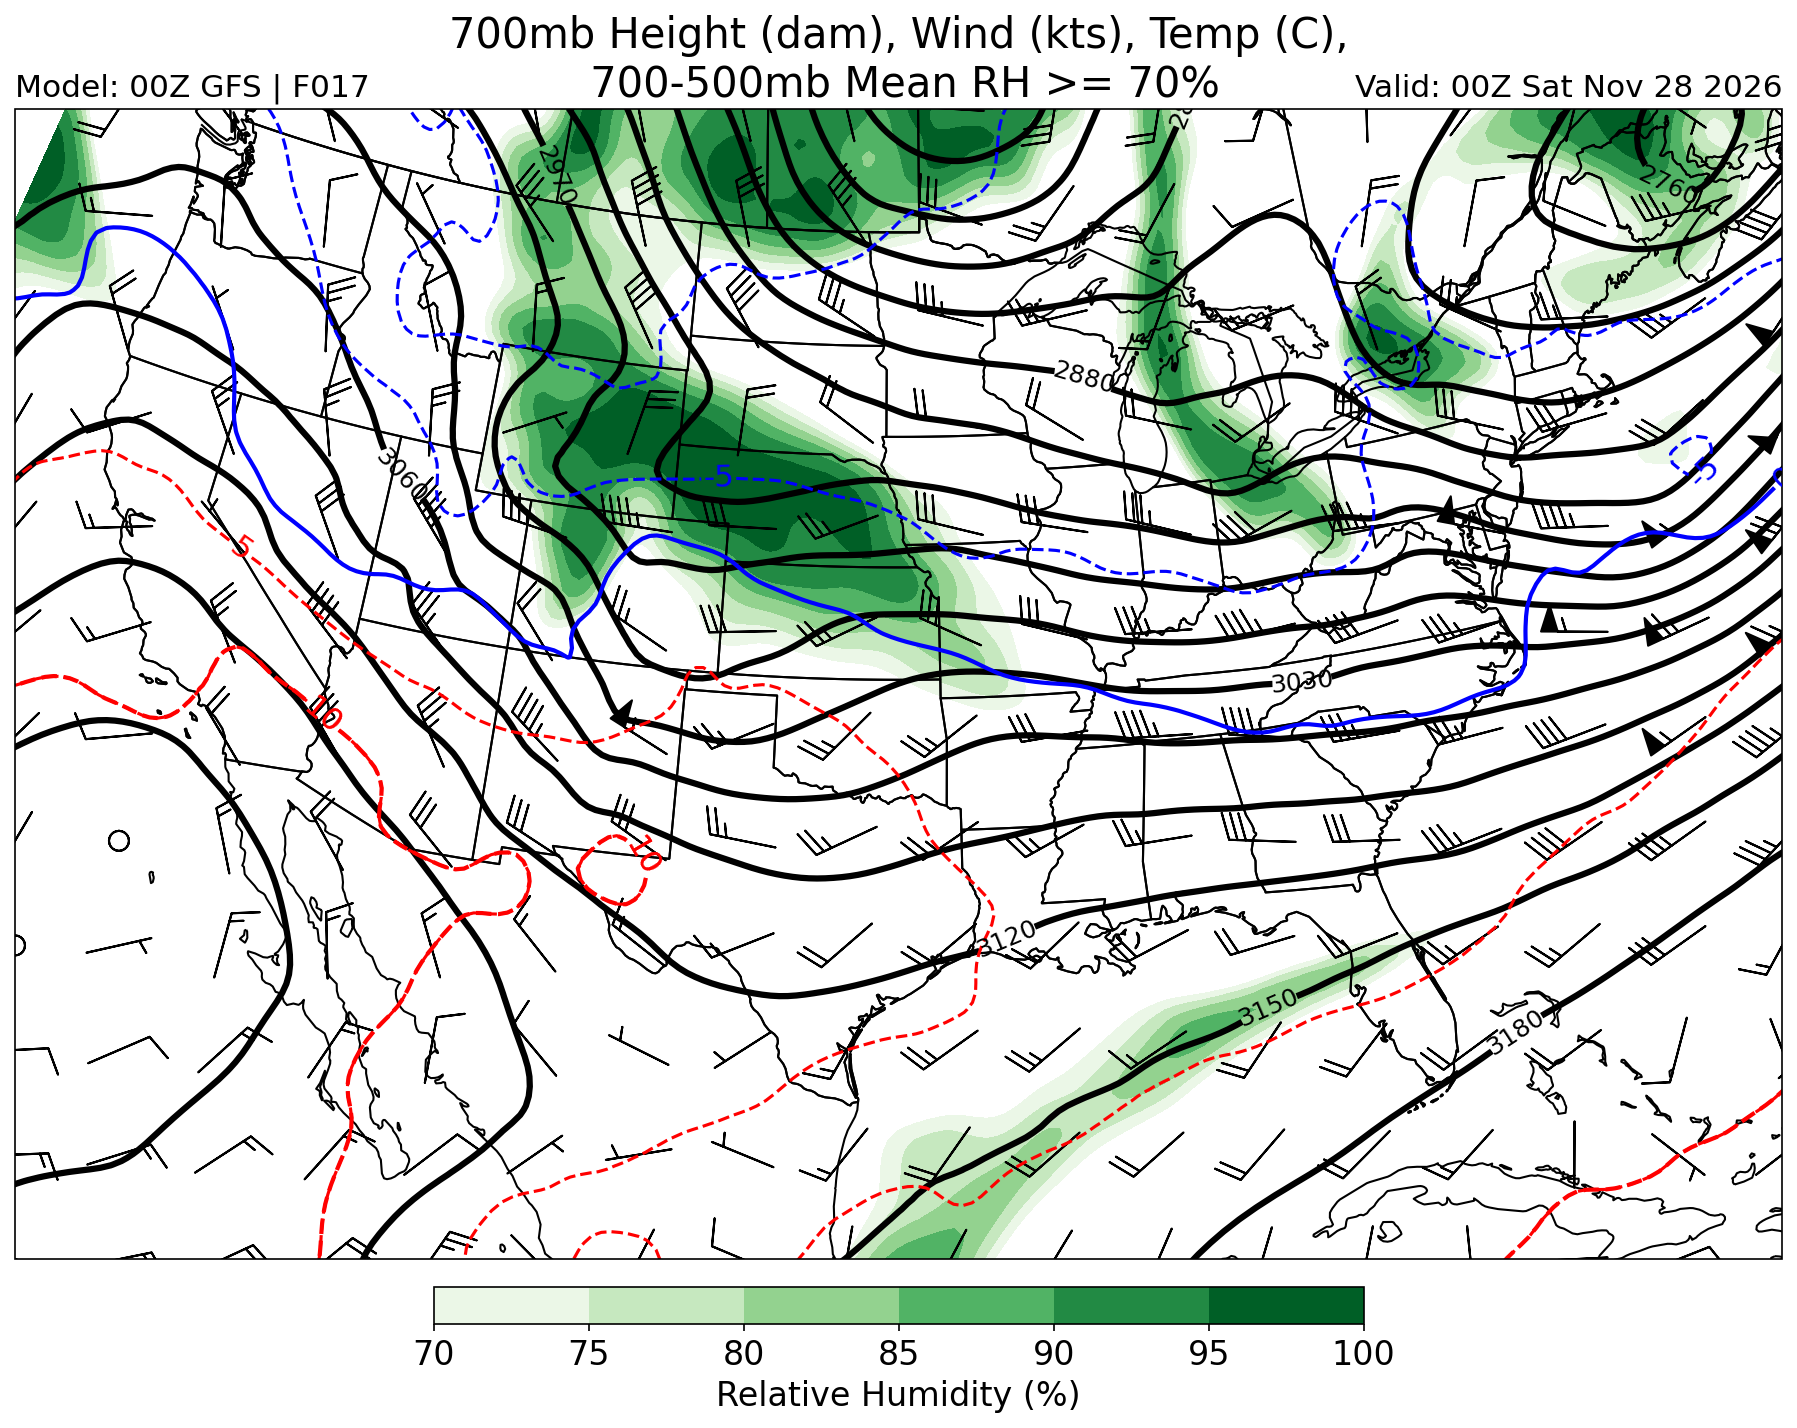 700mb Height (dam), Wind (kts), Temp (C),
Model: 00Z GFS | F017
700-500mb Mean RH >= 70%
Valid: 00Z Sat Nov 28 2026
2970
2760
2880
3060
-5
-5
5
3030
10
10
3120
3150
3180
70 75 80 85 90 95 100
Relative Humidity (%)